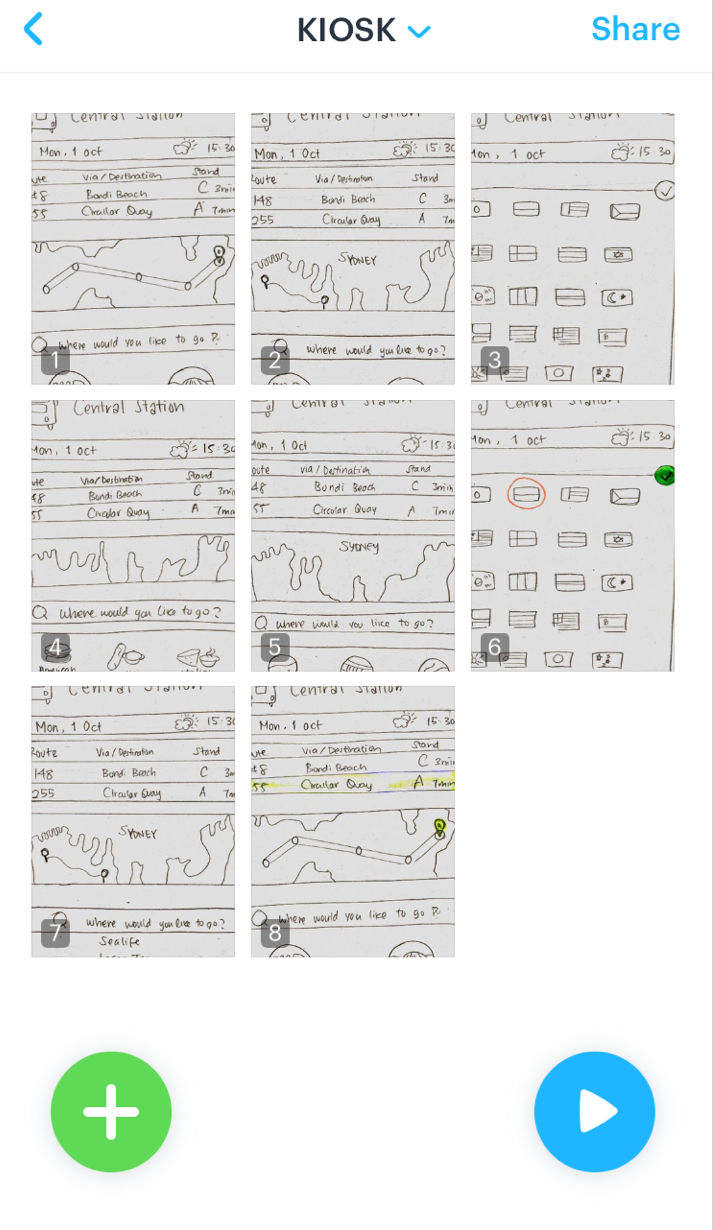 KIOSK
Share
Central Station
Mon, 1 oct 15:30
ute Via/Destination Stand
48 Bondi Beach C 3min
55 Circular Quay A 7min
where would you like to go?
1
Central Station
Mon, 1 Oct 15:30
Route Via/Destination Stand
148 Bondi Beach C 3m
255 Circular Quay A 7m
SYDNEY
where would you like to go?
2
Central Station
Mon, 1 oct 15:30
3
Central Station
Mon, 1 oct 15:30
ute Via/Destination Stand
48 Bondi Beach C 3min
55 Circular Quay A 7min
where would you like to go?
4
Central Station
Mon, 1 Oct 15:3
oute via/Destination Stand
48 Bondi Beach C 3min
55 Circular Quay A 7min
SYDNEY
where would you like to go?
5
Central Station
Mon, 1 oct 15:30
6
Central Station
Mon, 1 Oct 15:30
Route Via/Destination Stand
148 Bondi Beach C 3m
255 Circular Quay A 7m
SYDNEY
where would you like to go?
Sealife
7
Central Station
Mon, 1 oct 15:30
ute Via/Destination Stand
48 Bondi Beach C 3min
55 Circular Quay A 7min
where would you like to go?
8